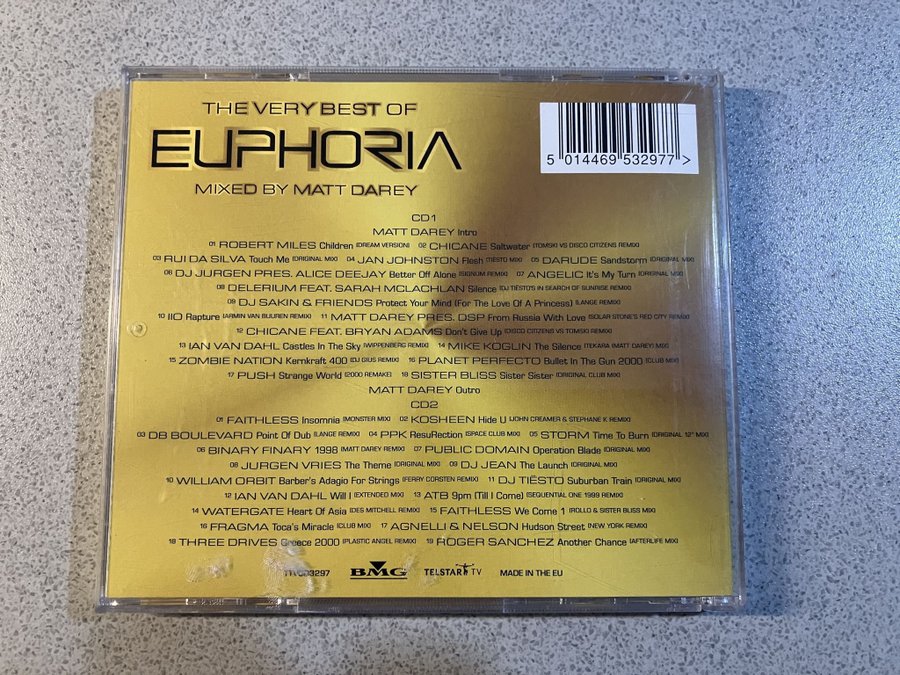 THE VERY BEST OF
EUPHORIA
MIXED BY MATT DAREY
5 014469 532977 >
CD1
MATT DAREY Intro
01 ROBERT MILES Children (DREAM VERSION) 02 CHICANE Saltwater (TOMSKI VS DISCO CITIZENS REMIX)
03 RUI DA SILVA Touch Me (ORIGINAL MIX) 04 JAN JOHNSTON Flesh (TIËSTO MIX) 05 DARUDE Sandstorm (ORIGINAL MIX)
06 DJ JURGEN PRES. ALICE DEEJAY Better Off Alone (SIGNUM REMIX) 07 ANGELIC It's My Turn (ORIGINAL MIX)
08 DELERIUM FEAT. SARAH MCLACHLAN Silence (DJ TIËSTO'S IN SEARCH OF SUNRISE REMIX)
09 DJ SAKIN & FRIENDS Protect Your Mind (For The Love Of A Princess) (LANGE REMIX)
10 IIO Rapture (ARMIN VAN BUUREN REMIX) 11 MATT DAREY PRES. DSP From Russia With Love (SOLAR STONE'S RED CITY REMIX)
12 CHICANE FEAT. BRYAN ADAMS Don't Give Up (DISCO CITIZENS VS TOMSKI REMIX)
13 IAN VAN DAHL Castles In The Sky (WIPPENBERG REMIX) 14 MIKE KOGLIN The Silence (TEKARA (MATT DAREY) MIX)
15 ZOMBIE NATION Kernkraft 400 (DJ GIUS REMIX) 16 PLANET PERFECTO Bullet In The Gun 2000 (CLUB MIX)
17 PUSH Strange World (2000 REMAKE) 18 SISTER BLISS Sister Sister (ORIGINAL CLUB MIX)
MATT DAREY Outro
CD2
01 FAITHLESS Insomnia (MONSTER MIX) 02 KOSHEEN Hide U (JOHN CREAMER & STEPHANE K REMIX)
03 DB BOULEVARD Point Of Dub (LANGE REMIX) 04 PPK ResuRection (SPACE CLUB MIX) 05 STORM Time To Burn (ORIGINAL 12" MIX)
06 BINARY FINARY 1998 (MATT DAREY REMIX) 07 PUBLIC DOMAIN Operation Blade (ORIGINAL MIX)
08 JURGEN VRIES The Theme (ORIGINAL MIX) 09 DJ JEAN The Launch (ORIGINAL MIX)
10 WILLIAM ORBIT Barber's Adagio For Strings (FERRY CORSTEN REMIX) 11 DJ TIËSTO Suburban Train (ORIGINAL MIX)
12 IAN VAN DAHL Will I (EXTENDED MIX) 13 ATB 9pm (Till I Come) (SEQUENTIAL ONE 1999 REMIX)
14 WATERGATE Heart Of Asia (DES MITCHELL REMIX) 15 FAITHLESS We Come 1 (ROLLO & SISTER BLISS MIX)
16 FRAGMA Toca's Miracle (CLUB MIX) 17 AGNELLI & NELSON Hudson Street (NEW YORK REMIX)
18 THREE DRIVES Greece 2000 (PLASTIC ANGEL REMIX) 19 ROGER SANCHEZ Another Chance (AFTERLIFE MIX)
BMG TELSTAR TV MADE IN THE EU